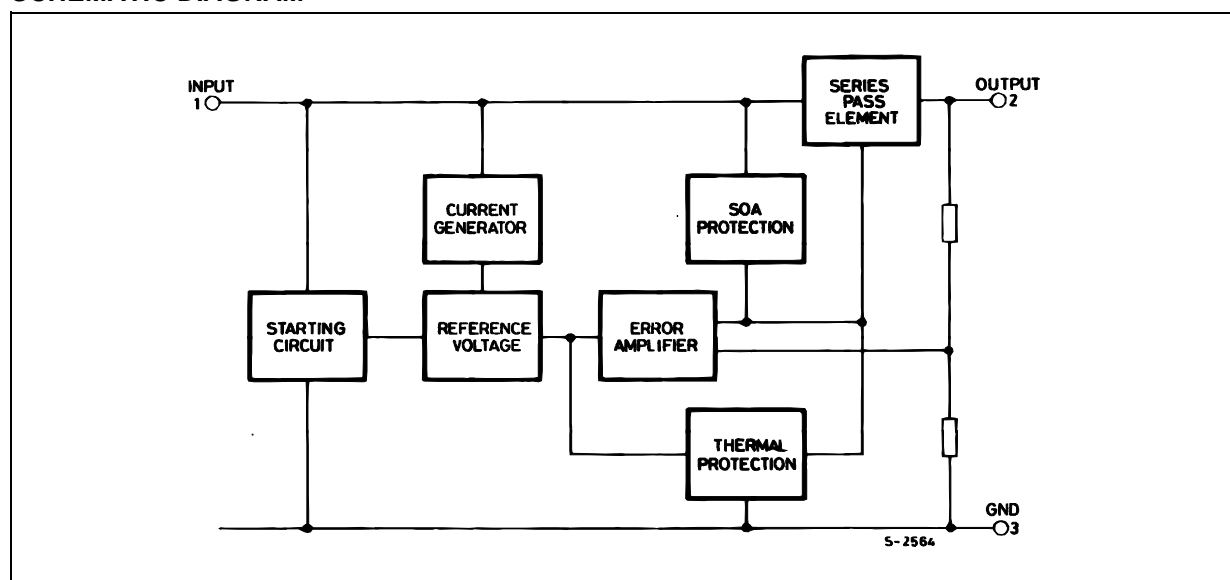 SCHEMATIC DIAGRAM
INPUT
1
SERIES
PASS
ELEMENT
OUTPUT
2
CURRENT
GENERATOR
SOA
PROTECTION
STARTING
CIRCUIT
REFERENCE
VOLTAGE
ERROR
AMPLIFIER
THERMAL
PROTECTION
GND
3
S-2564